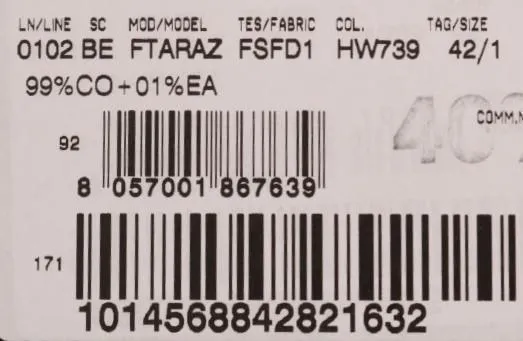 LN/LINE SC MOD/MODEL TES/FABRIC COL. TAG/SIZE
0102 BE FTARAZ FSFD1 HW739 42/1
99%CO+01%EA
COMM.N
92
8 057001 867639
171
1014568842821632